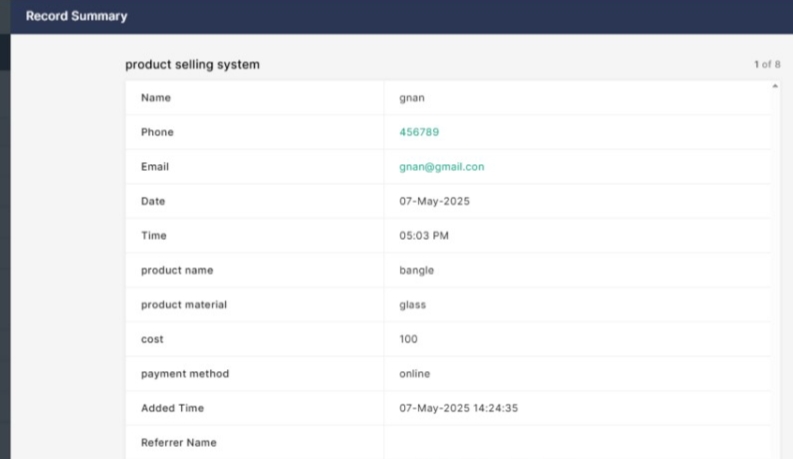 Record Summary
product selling system 1 of 8
Name gnan
Phone 456789
Email gnan@gmail.con
Date 07-May-2025
Time 05:03 PM
product name bangle
product material glass
cost 100
payment method online
Added Time 07-May-2025 14:24:35
Referrer Name